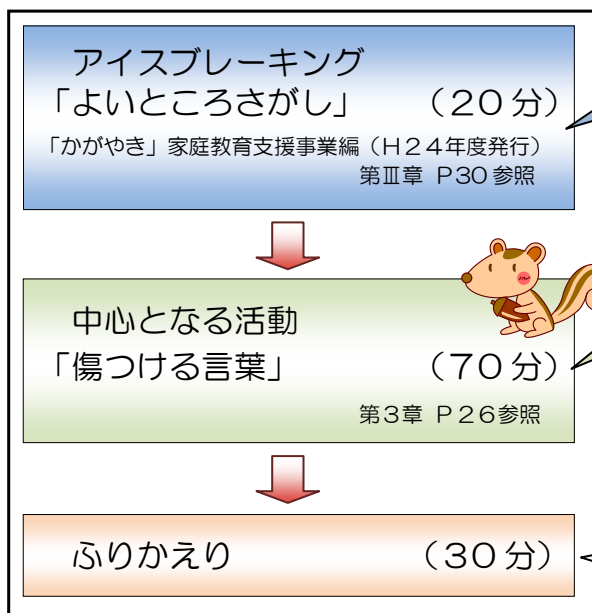 アイスブレーキング
「よいところさがし」　（２０分）
「かがやき」家庭教育支援事業編（Ｈ２４年度発行）
第Ⅲ章 Ｐ３０参照
中心となる活動
「傷つける言葉」　（７０分）
第３章 Ｐ２６参照
ふりかえり　（３０分）